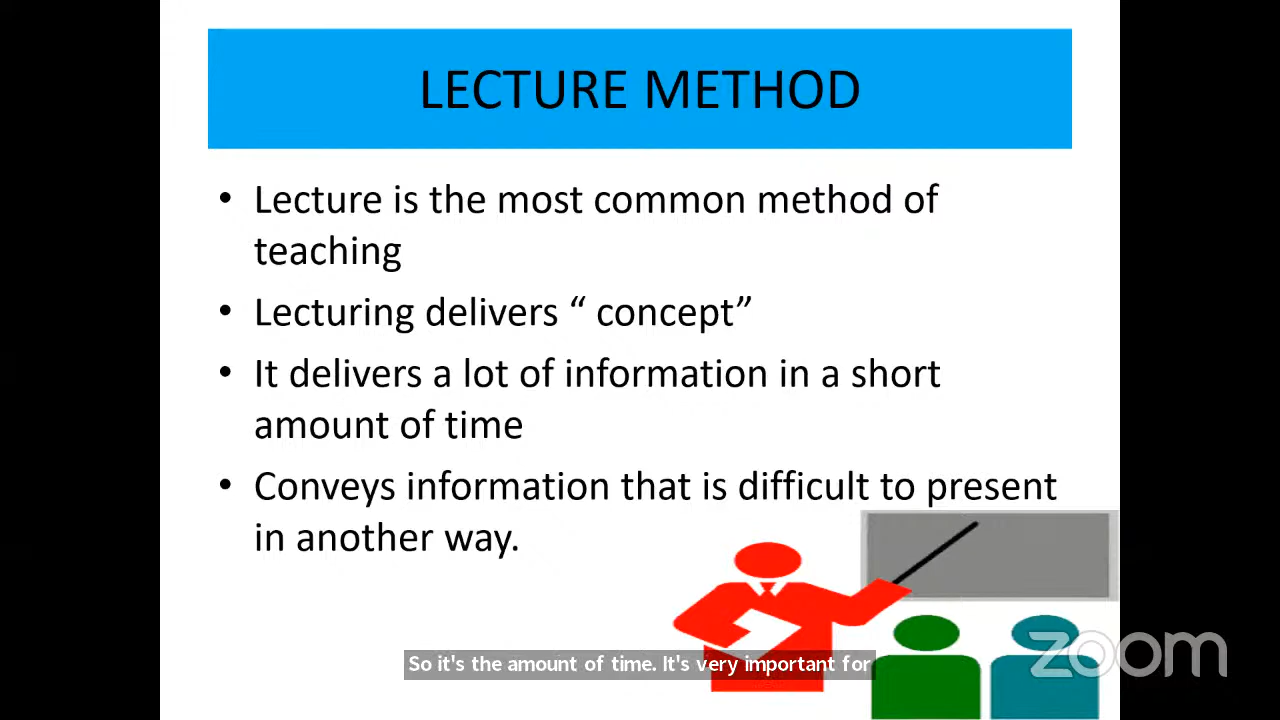 LECTURE METHOD
• Lecture is the most common method of
teaching
• Lecturing delivers “ concept”
• It delivers a lot of information in a short
amount of time
• Conveys information that is difficult to present
in another way.
So it's the amount of time. It's very important for
zoom